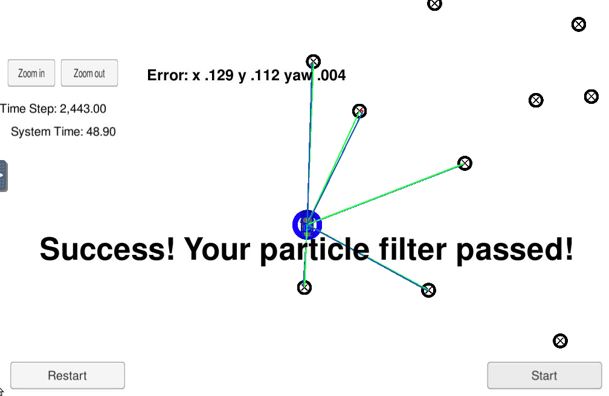 Zoom in Zoom out Error: x .129 y .112 yaw .004
Time Step: 2,443.00
System Time: 48.90
Success! Your particle filter passed!
Restart Start